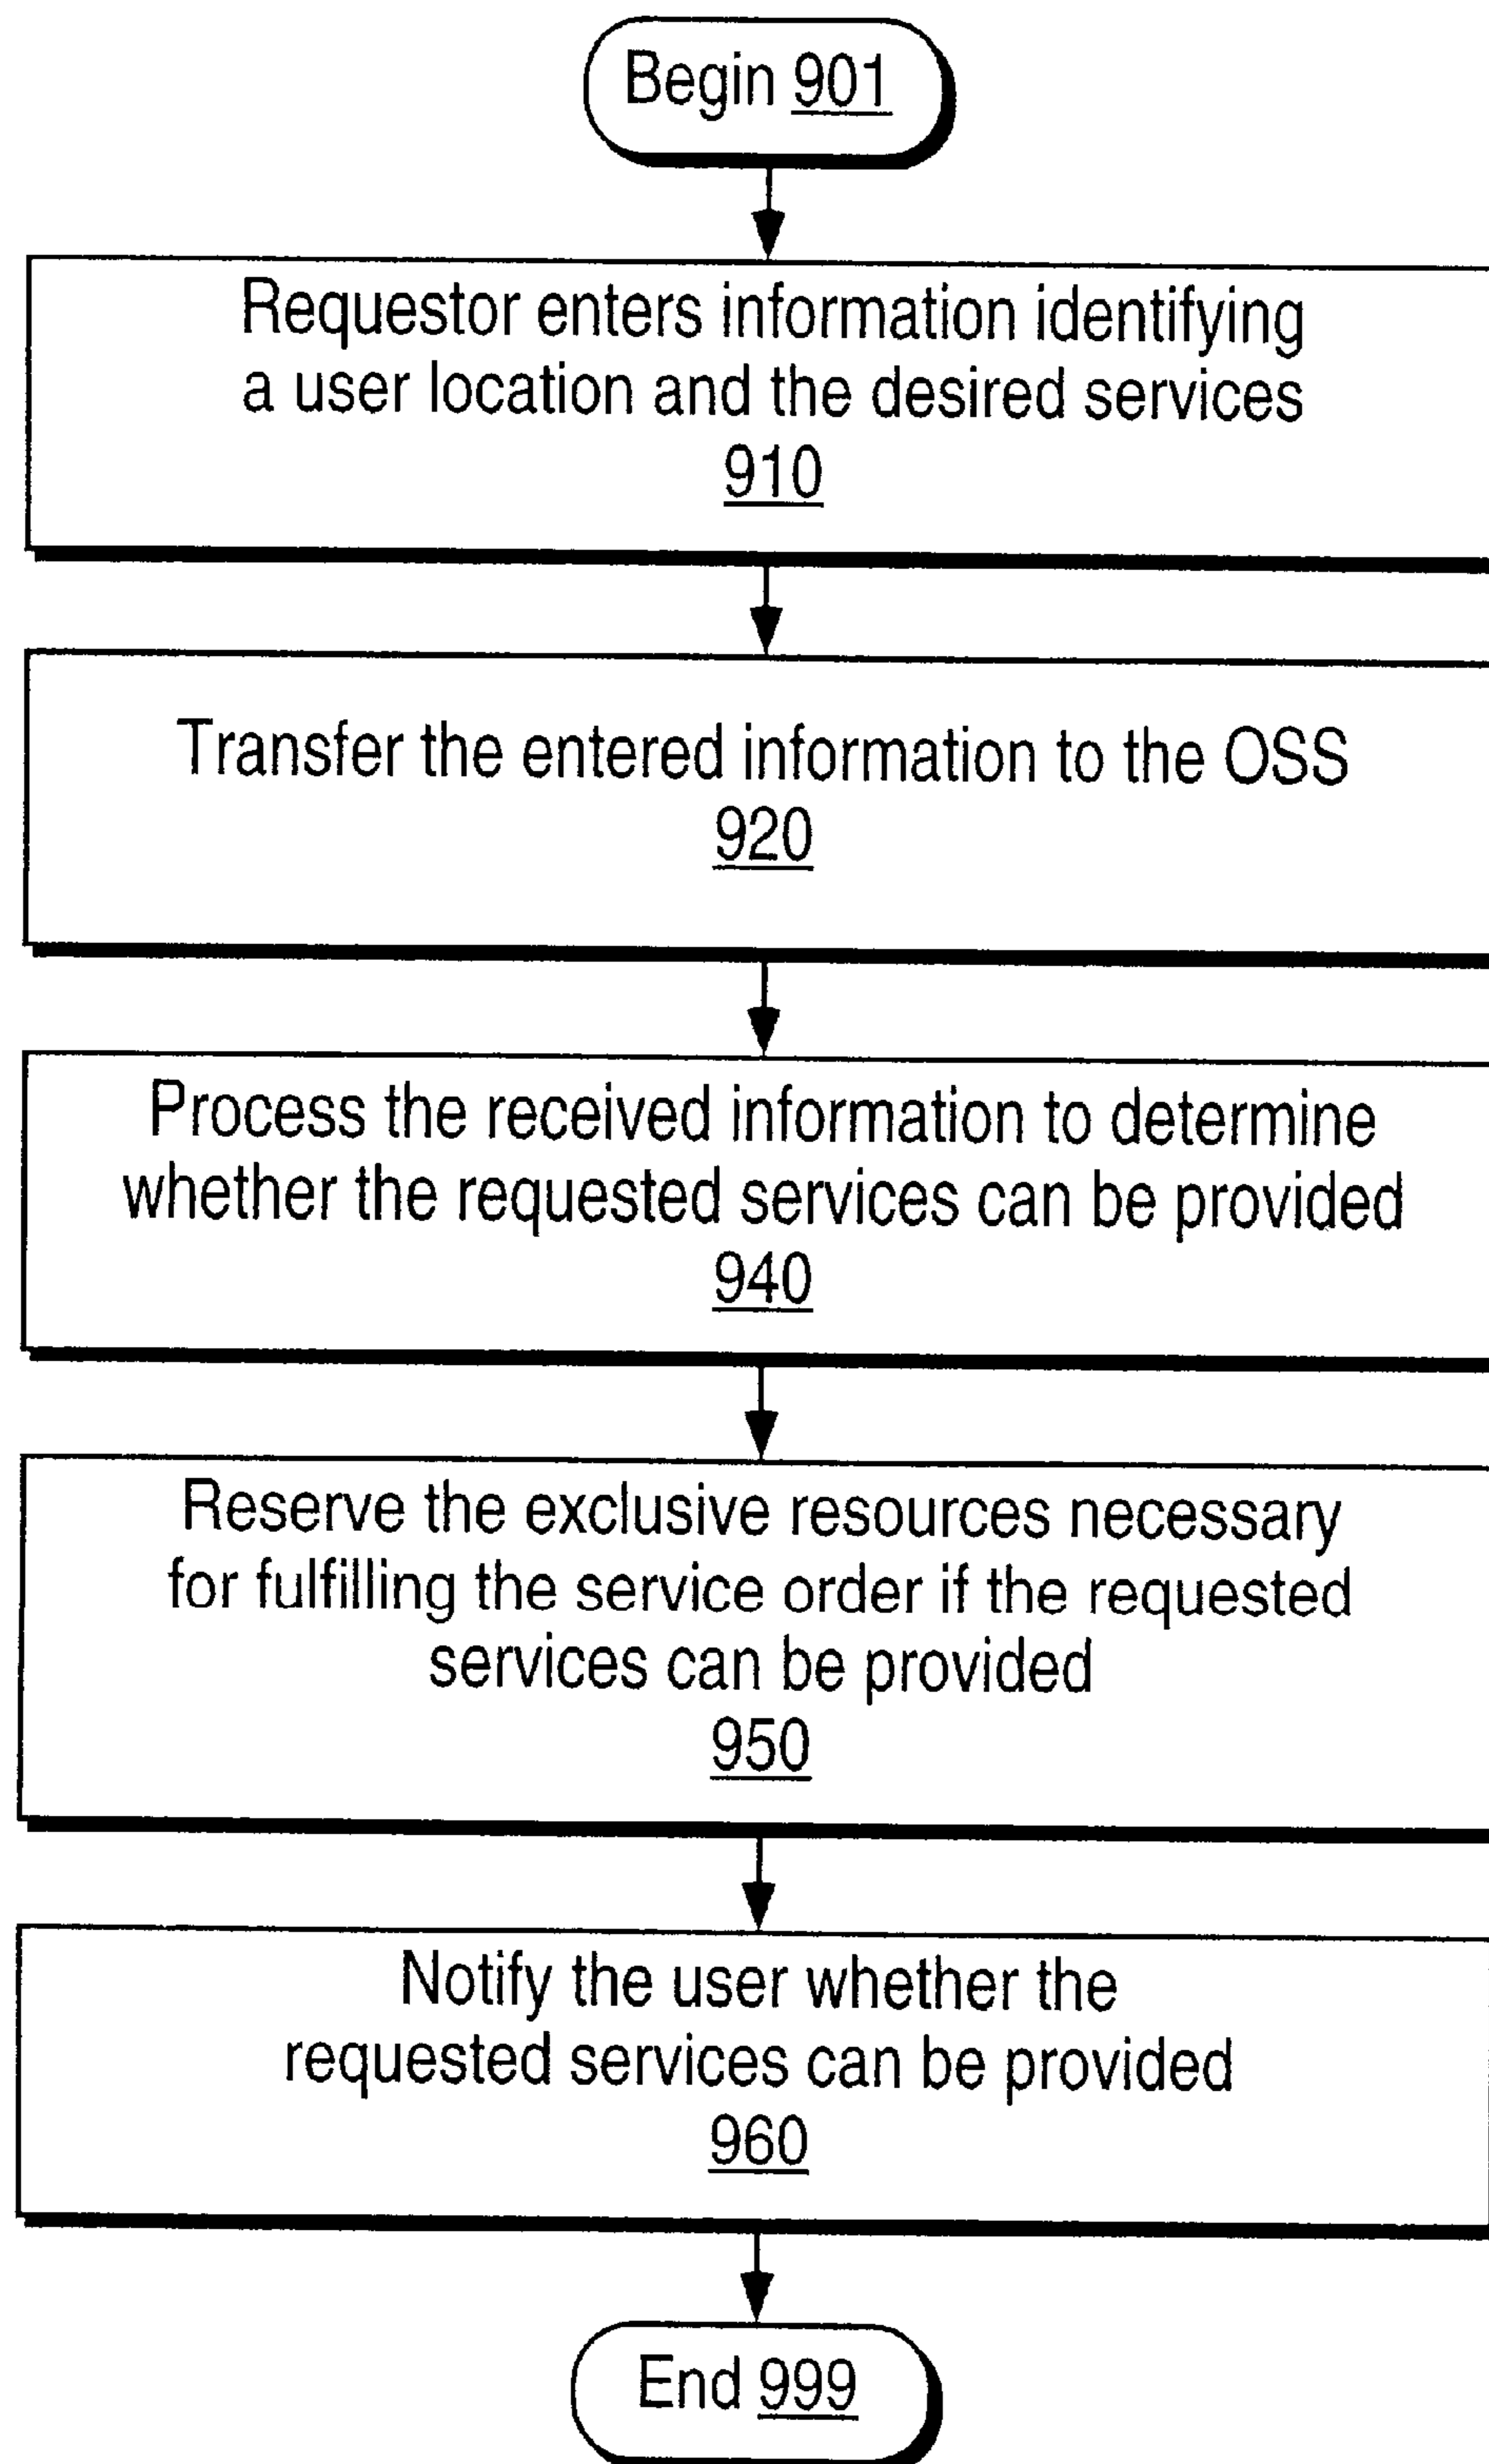 Begin 901
Requestor enters information identifying
a user location and the desired services
910
Transfer the entered information to the OSS
920
Process the received information to determine
whether the requested services can be provided
940
Reserve the exclusive resources necessary
for fulfilling the service order if the requested
services can be provided
950
Notify the user whether the
requested services can be provided
960
End 999